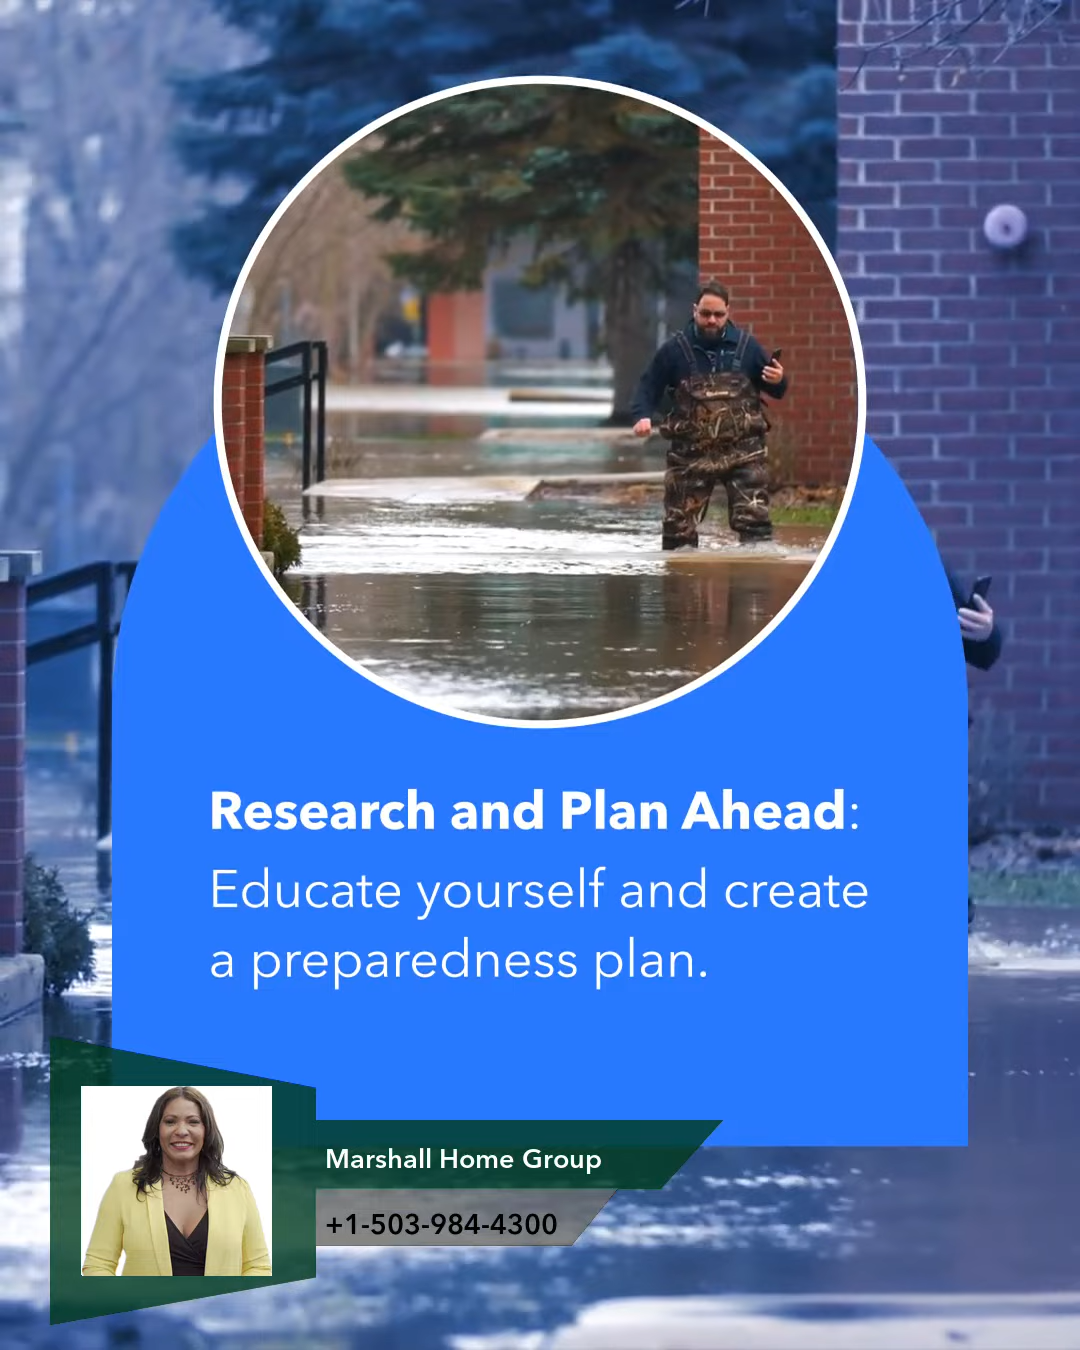 Research and Plan Ahead:
Educate yourself and create
a preparedness plan.
Marshall Home Group
+1-503-984-4300